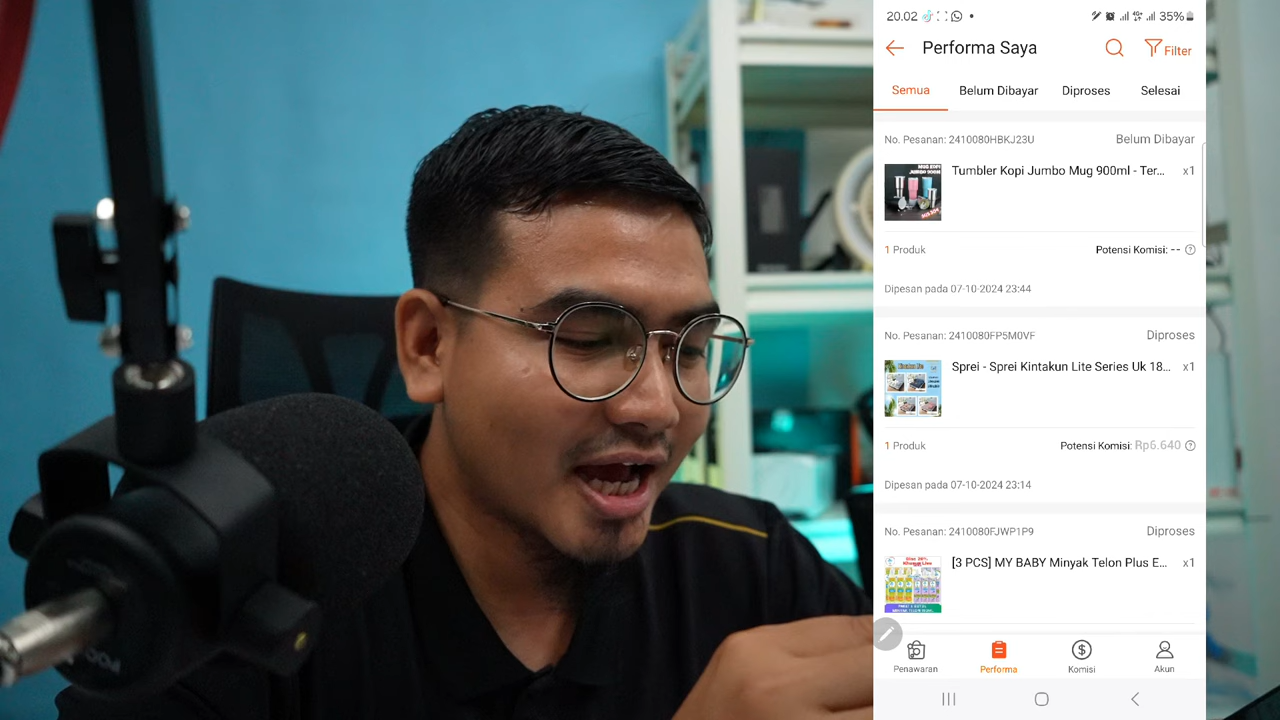 20.02
35%
Performa Saya
Filter
Semua
Belum Dibayar
Diproses
Selesai
No. Pesanan: 2410080HBKJ23U
Belum Dibayar
Tumbler Kopi Jumbo Mug 900ml - Ter...
x1
1 Produk
Potensi Komisi: --
Dipesan pada 07-10-2024 23:44
No. Pesanan: 2410080FP5M0VF
Diproses
Sprei - Sprei Kintakun Lite Series Uk 18...
x1
1 Produk
Potensi Komisi: Rp6.640
Dipesan pada 07-10-2024 23:14
No. Pesanan: 2410080FJWP1P9
Diproses
[3 PCS] MY BABY Minyak Telon Plus E...
x1
Penawaran
Performa
Komisi
Akun